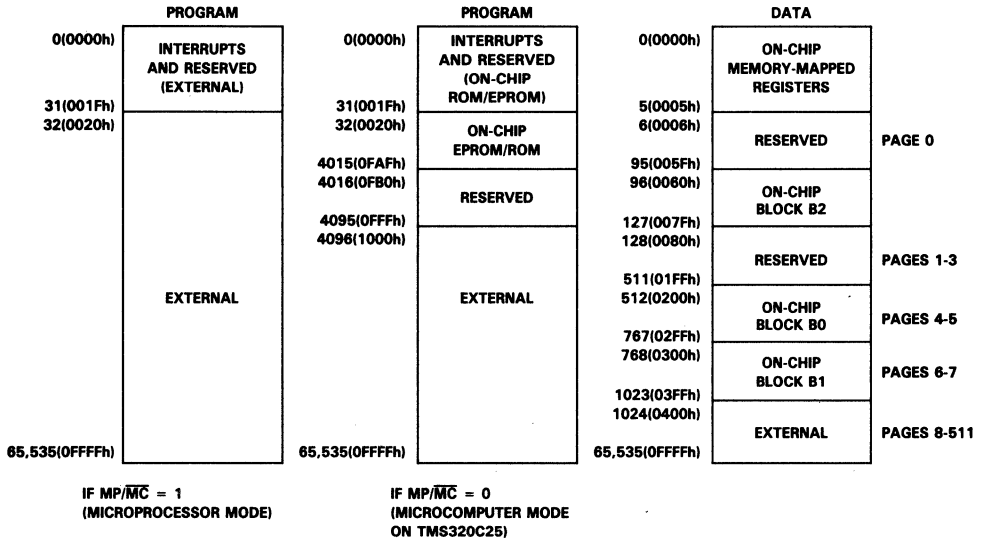 PROGRAM
0(0000h)
INTERRUPTS
AND RESERVED
(EXTERNAL)
31(001Fh)
32(0020h)
EXTERNAL
65,535(0FFFFh)
IF MP/M̅C̅ = 1
(MICROPROCESSOR MODE)
PROGRAM
0(0000h)
INTERRUPTS
AND RESERVED
(ON-CHIP
ROM/EPROM)
31(001Fh)
32(0020h)
ON-CHIP
EPROM/ROM
4015(0FAFh)
4016(0FB0h)
RESERVED
4095(0FFFh)
4096(1000h)
EXTERNAL
65,535(0FFFFh)
IF MP/M̅C̅ = 0
(MICROCOMPUTER MODE
ON TMS320C25)
DATA
0(0000h)
ON-CHIP
MEMORY-MAPPED
REGISTERS
5(0005h)
6(0006h)
RESERVED
PAGE 0
95(005Fh)
96(0060h)
ON-CHIP
BLOCK B2
127(007Fh)
128(0080h)
RESERVED
PAGES 1-3
511(01FFh)
512(0200h)
ON-CHIP
BLOCK B0
PAGES 4-5
767(02FFh)
768(0300h)
ON-CHIP
BLOCK B1
PAGES 6-7
1023(03FFh)
1024(0400h)
EXTERNAL
PAGES 8-511
65,535(0FFFFh)